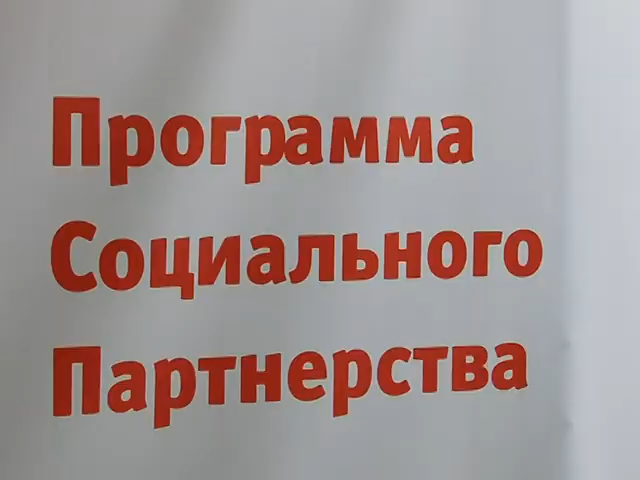 Программа
Социального
Партнерства